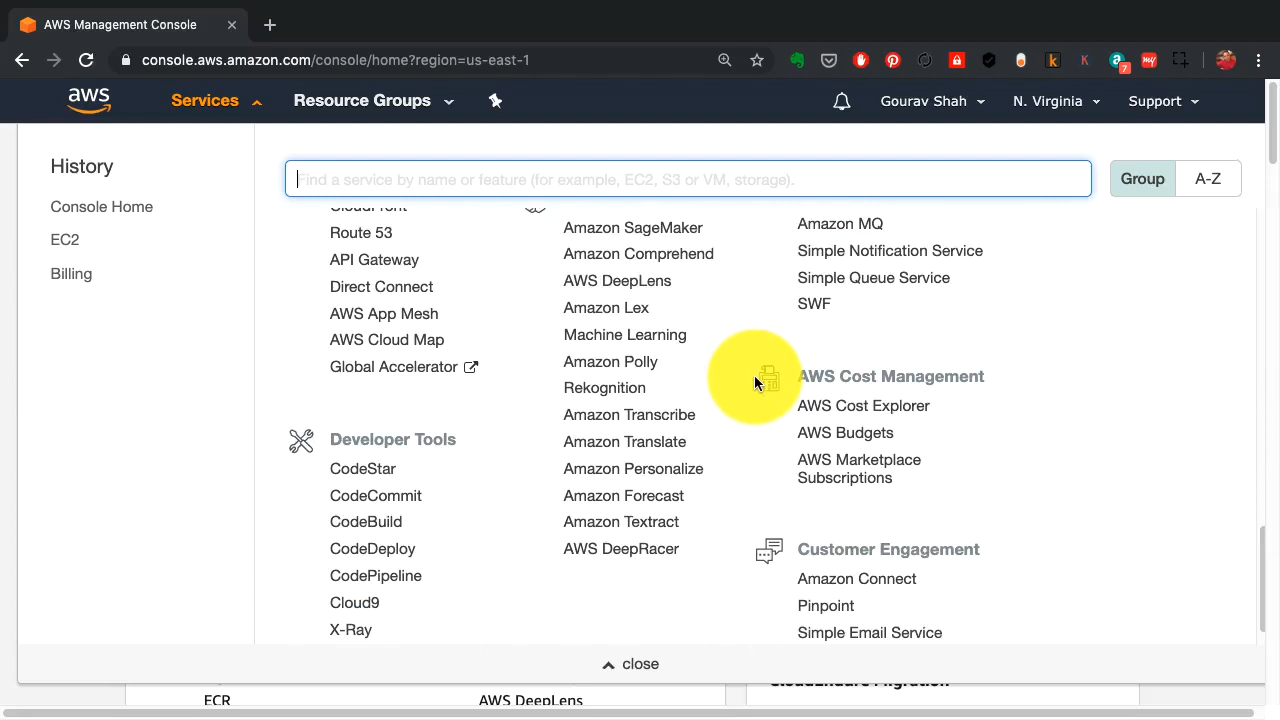 AWS Management Console
console.aws.amazon.com/console/home?region=us-east-1
7
my
k
K
a
aws
Services
Resource Groups
Gourav Shah
N. Virginia
Support
History
Console Home
EC2
Billing
Find a service by name or feature (for example, EC2, S3 or VM, storage).
Group
A-Z
CloudFront
Route 53
API Gateway
Direct Connect
AWS App Mesh
AWS Cloud Map
Global Accelerator
Developer Tools
CodeStar
CodeCommit
CodeBuild
CodeDeploy
CodePipeline
Cloud9
X-Ray
Amazon SageMaker
Amazon Comprehend
AWS DeepLens
Amazon Lex
Machine Learning
Amazon Polly
Rekognition
Amazon Transcribe
Amazon Translate
Amazon Personalize
Amazon Forecast
Amazon Textract
AWS DeepRacer
Amazon MQ
Simple Notification Service
Simple Queue Service
SWF
AWS Cost Management
AWS Cost Explorer
AWS Budgets
AWS Marketplace
Subscriptions
Customer Engagement
Amazon Connect
Pinpoint
Simple Email Service
close
ECR
AWS DeepLens
CloudEndure Migration